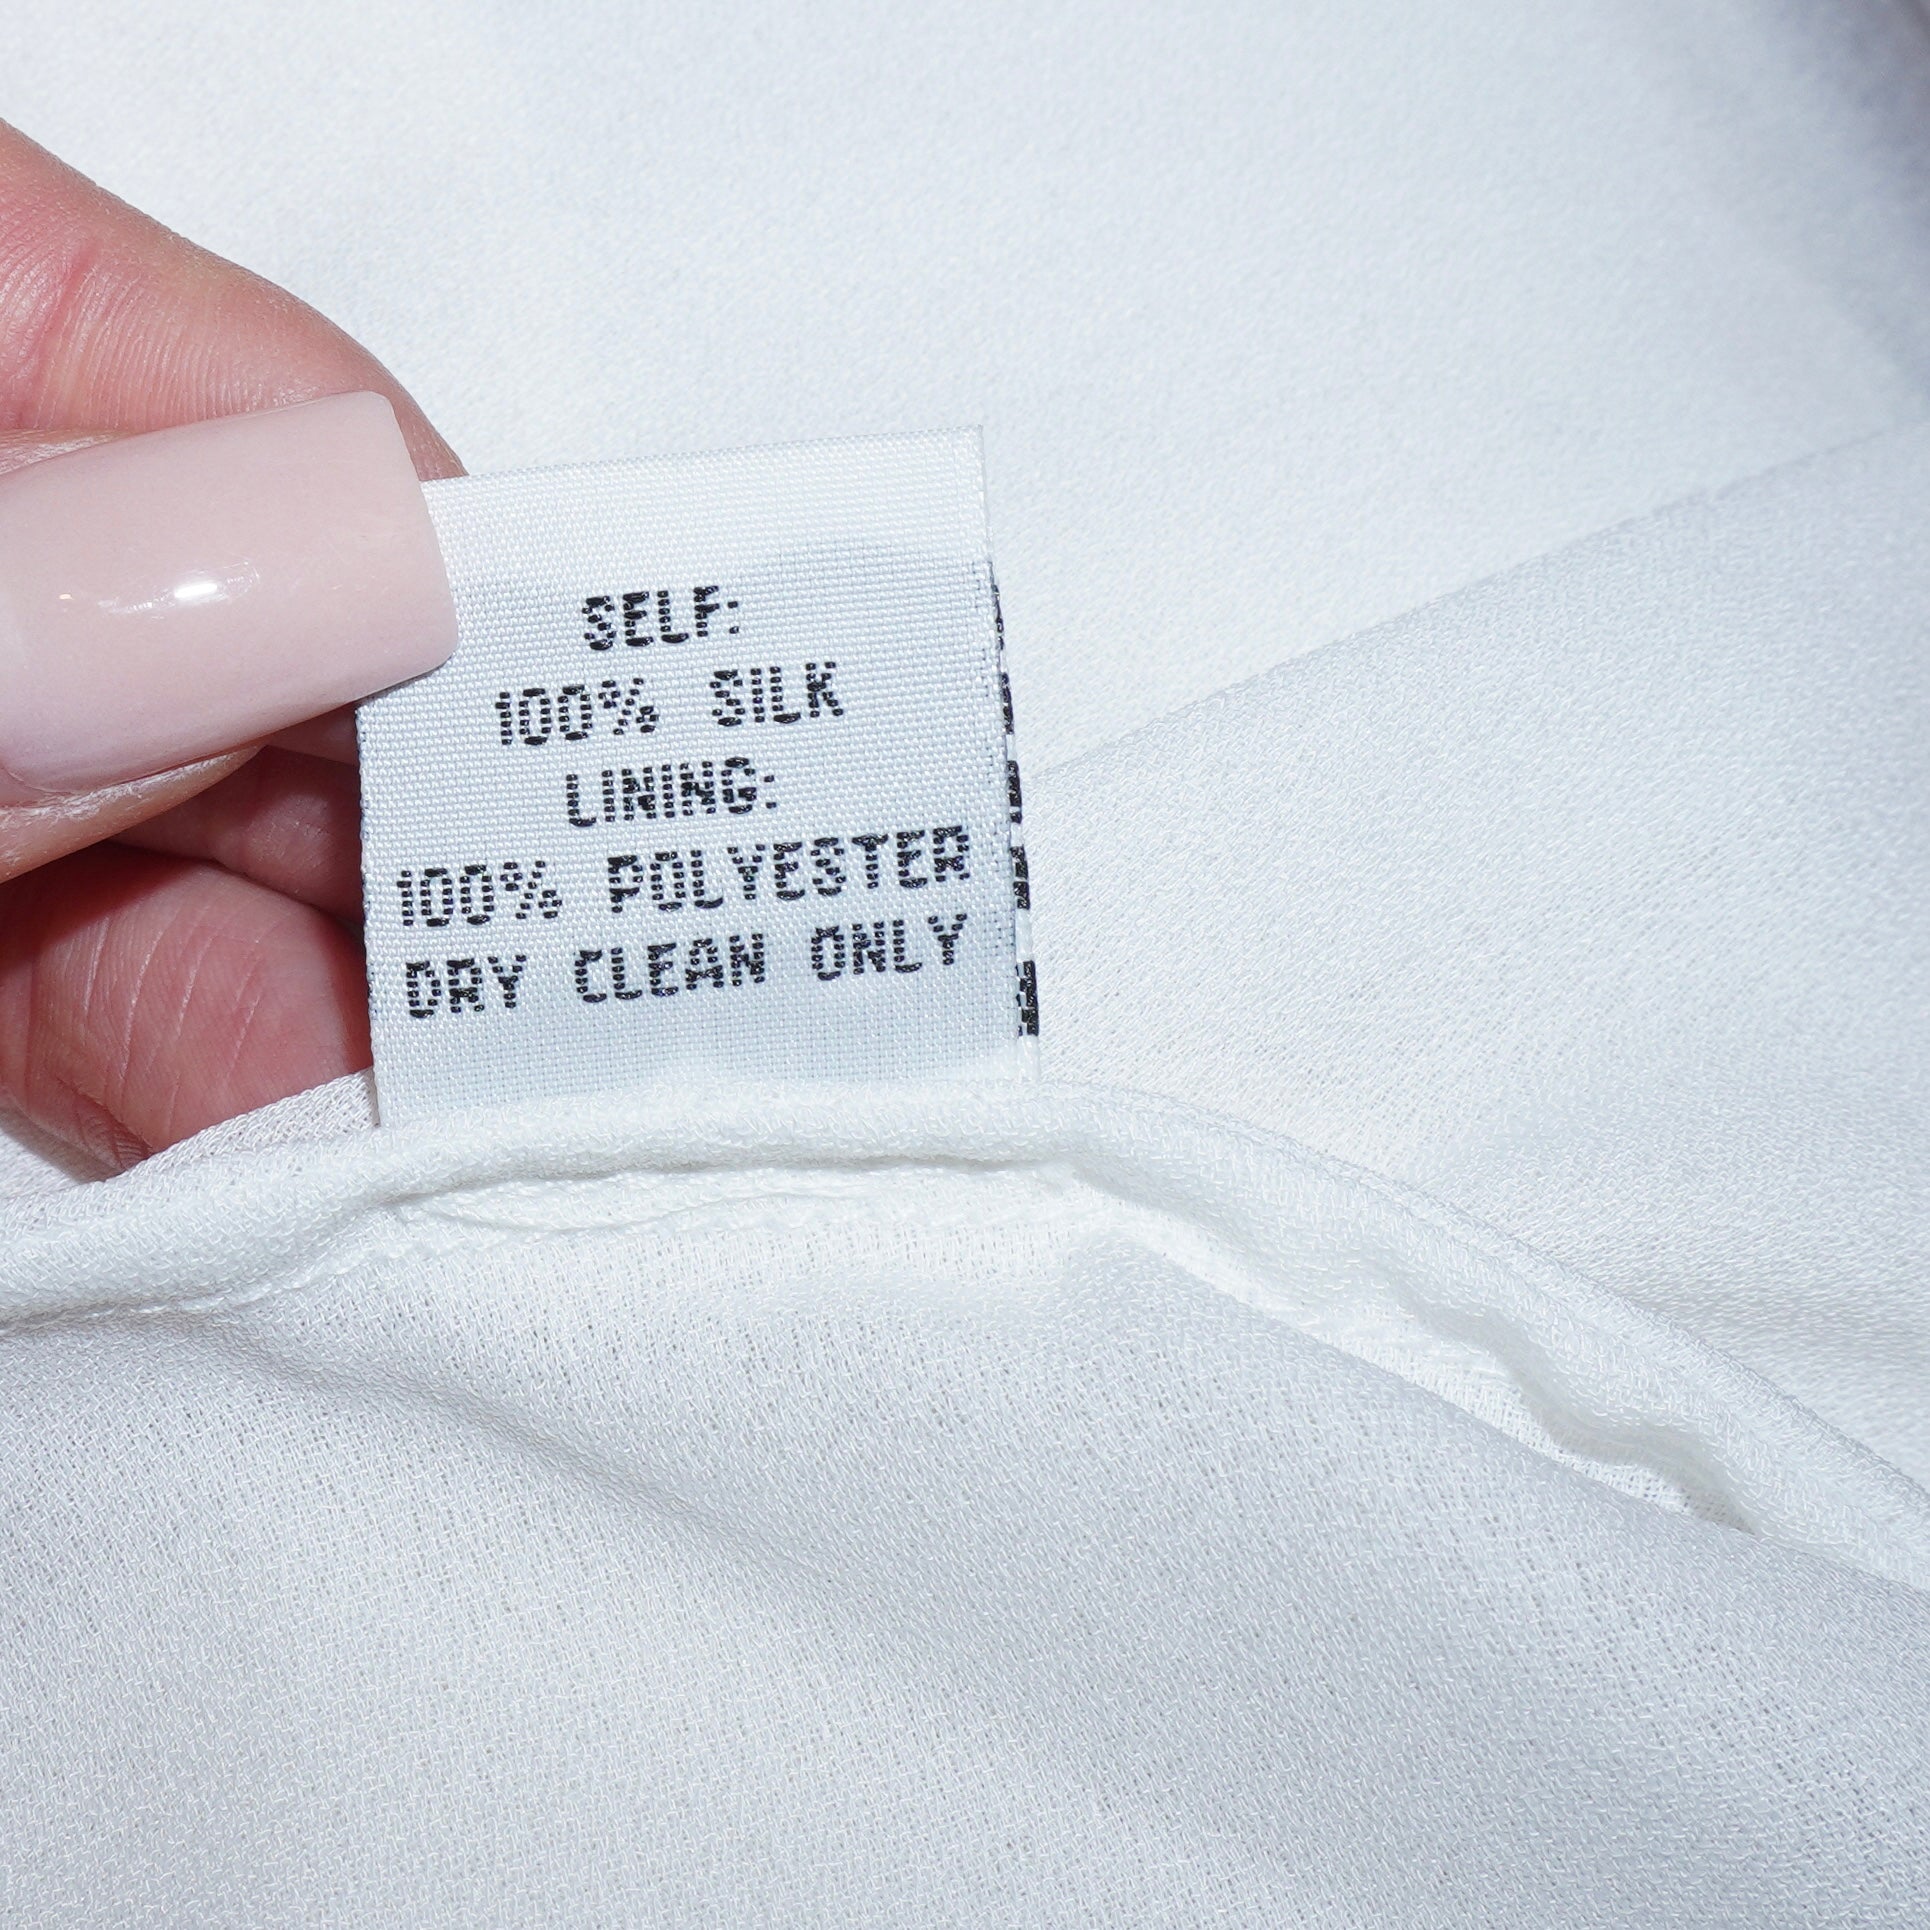 SELF:
100% SILK
LINING:
100% POLYESTER
DRY CLEAN ONLY